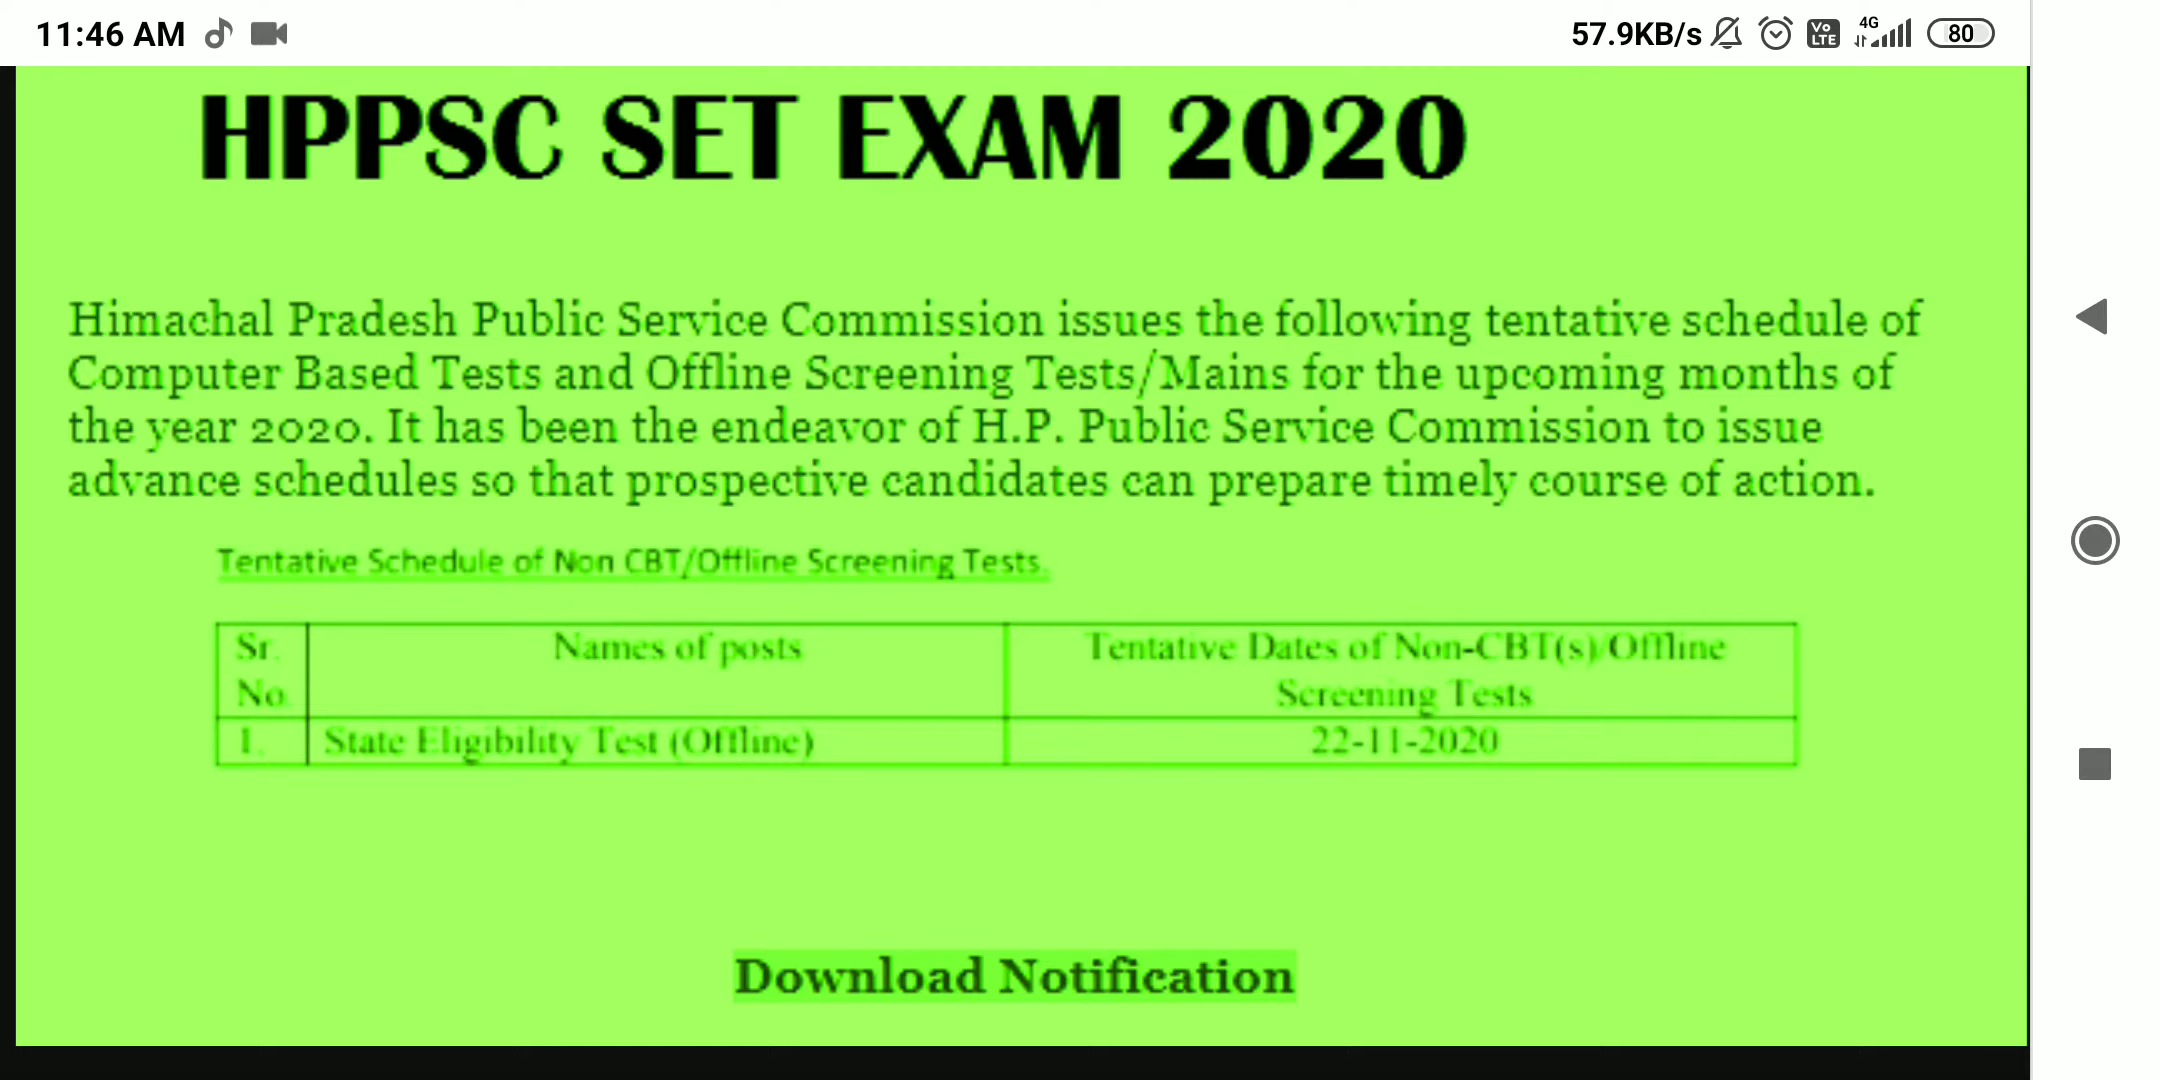 11:46 AM
57.9KB/s
Vo
LTE
4G
80
HPPSC SET EXAM 2020
Himachal Pradesh Public Service Commission issues the following tentative schedule of
Computer Based Tests and Offline Screening Tests/Mains for the upcoming months of
the year 2020. It has been the endeavor of H.P. Public Service Commission to issue
advance schedules so that prospective candidates can prepare timely course of action.
Tentative Schedule of Non CBT/Offline Screening Tests.
Sr. No. Names of posts Tentative Dates of Non-CBT(s)/Offline
Screening Tests
1. State Eligibility Test (Offline) 22-11-2020
Download Notification